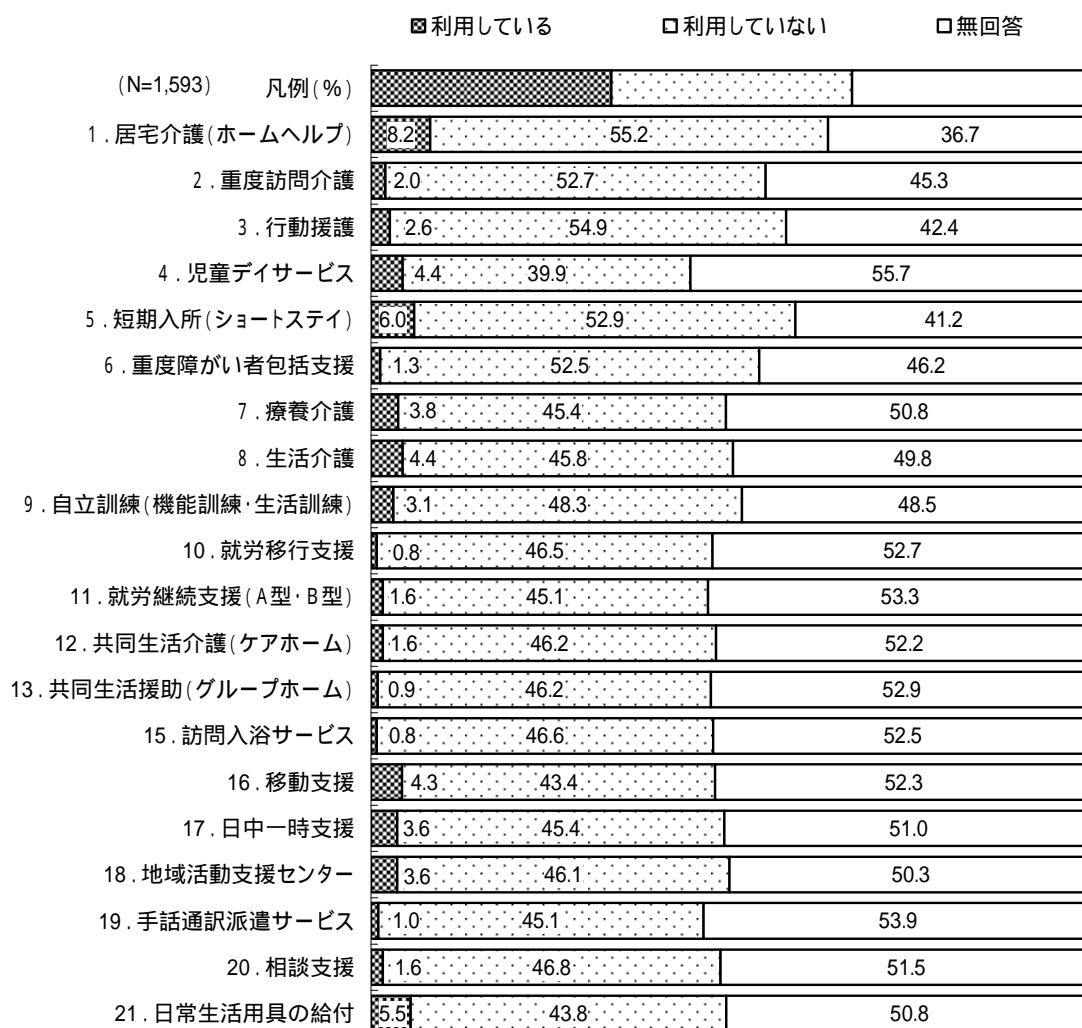 利用している 利用していない 無回答
(N=1,593) 凡例(%)
1.居宅介護(ホームヘルプ) 8.2 55.2 36.7
2.重度訪問介護 2.0 52.7 45.3
3.行動援護 2.6 54.9 42.4
4.児童デイサービス 4.4 39.9 55.7
5.短期入所(ショートステイ) 6.0 52.9 41.2
6.重度障がい者包括支援 1.3 52.5 46.2
7.療養介護 3.8 45.4 50.8
8.生活介護 4.4 45.8 49.8
9.自立訓練(機能訓練・生活訓練) 3.1 48.3 48.5
10.就労移行支援 0.8 46.5 52.7
11.就労継続支援(A型・B型) 1.6 45.1 53.3
12.共同生活介護(ケアホーム) 1.6 46.2 52.2
13.共同生活援助(グループホーム) 0.9 46.2 52.9
15.訪問入浴サービス 0.8 46.6 52.5
16.移動支援 4.3 43.4 52.3
17.日中一時支援 3.6 45.4 51.0
18.地域活動支援センター 3.6 46.1 50.3
19.手話通訳派遣サービス 1.0 45.1 53.9
20.相談支援 1.6 46.8 51.5
21.日常生活用具の給付 5.5 43.8 50.8